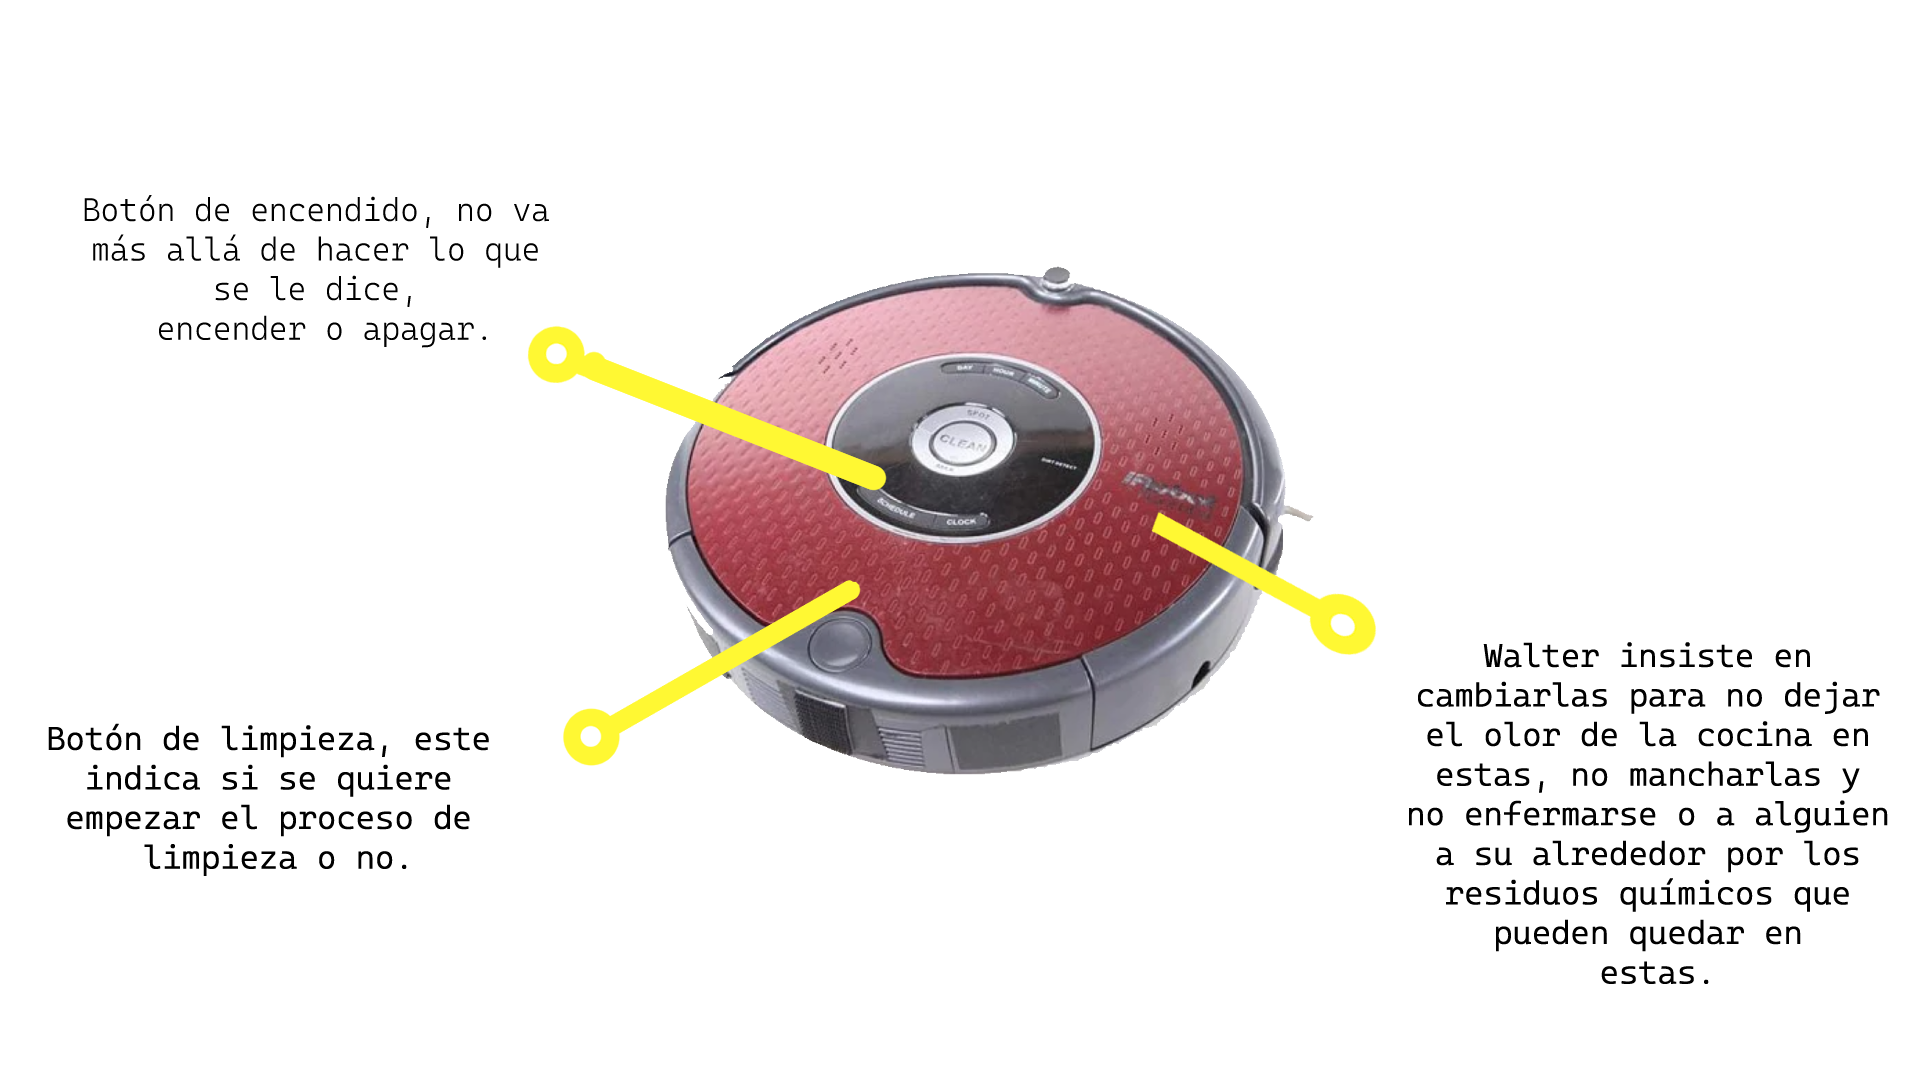 Botón de encendido, no va
más allá de hacer lo que
se le dice,
encender o apagar.
DAY HOUR MINUTE
SPOT
CLEAN
DIRT DETECT
SCHEDULE CLOCK
iRobot
Botón de limpieza, este
indica si se quiere
empezar el proceso de
limpieza o no.
Walter insiste en
cambiarlas para no dejar
el olor de la cocina en
estas, no mancharlas y
no enfermarse o a alguien
a su alrededor por los
residuos químicos que
pueden quedar en
estas.